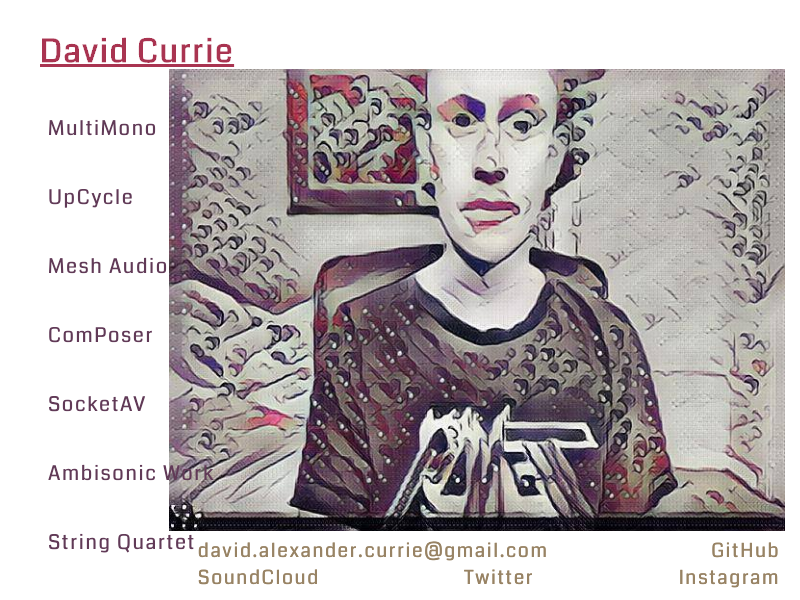 David Currie
MultiMono
UpCycle
Mesh Audio
ComPoser
SocketAV
Ambisonic Work
String Quartet
david.alexander.currie@gmail.com
GitHub
SoundCloud
Twitter
Instagram